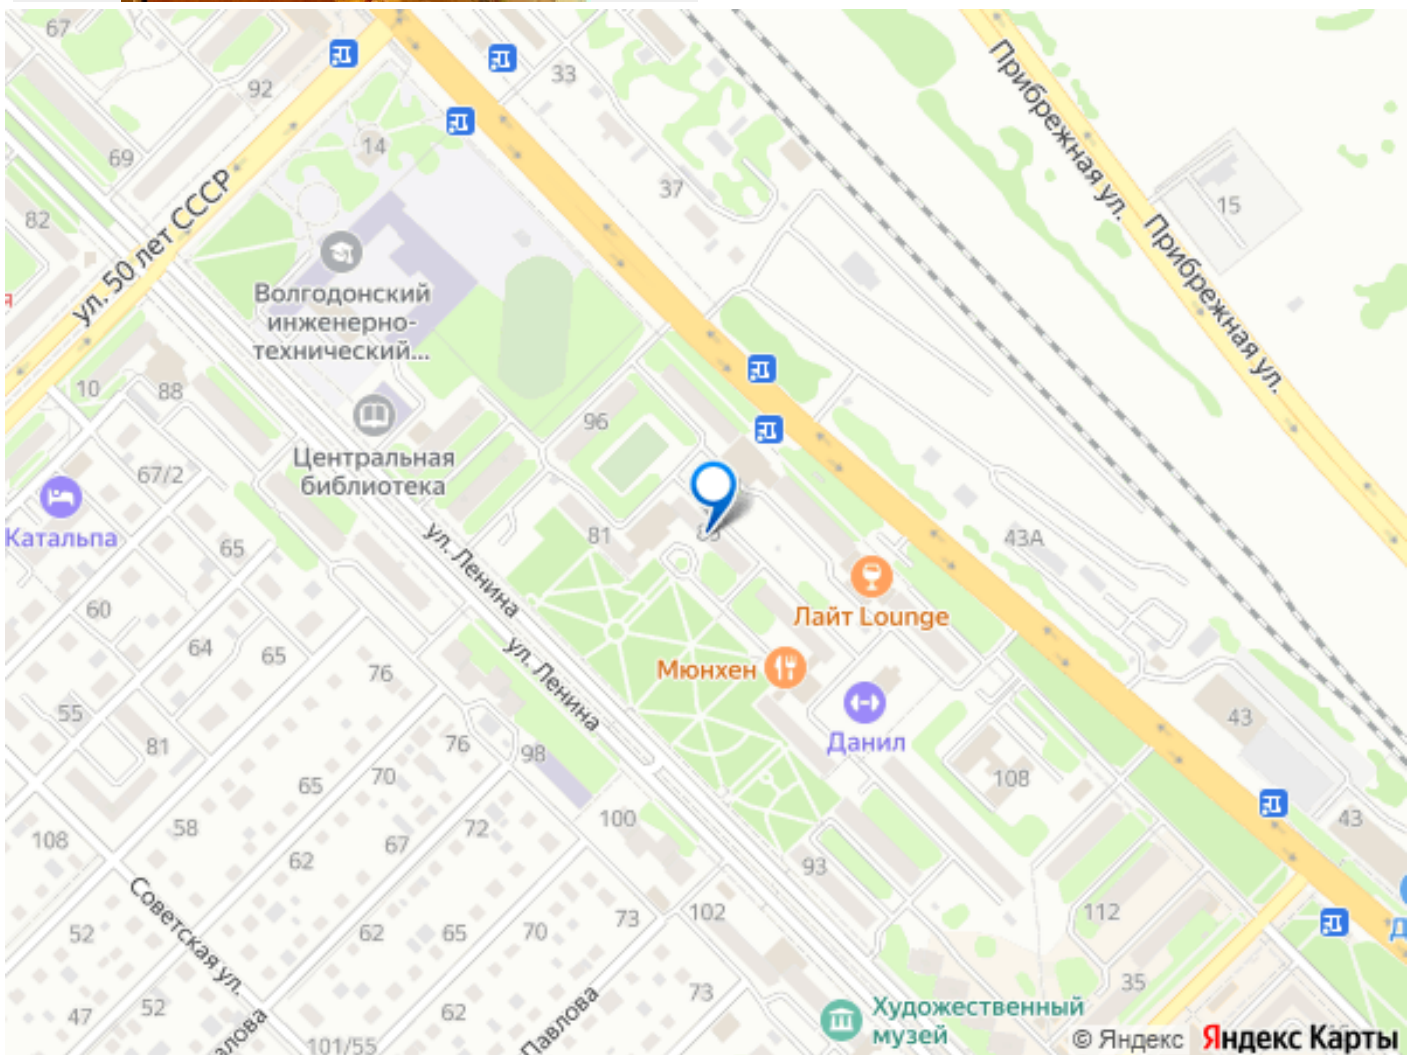 67
92
33
14
69
37
82
15
ул. 50 лет СССР
Прибрежная ул.
Прибрежная ул.
Волгодонский
инженерно-
технический...
я
10
88
96
Центральная
библиотека
67/2
Катальпа
65
81
43А
ул. Ленина
60
Лайт Lounge
64
65
76
ул. Ленина
Мюнхен
55
81
76
98
Данил
43
70
65
108
58
72
100
43
108
62
67
93
Советская ул.
73
102
112
52
62
65
70
35
52
47
62
73
Павлова
101/55
Художественный
музей
© Яндекс
Яндекс Карты